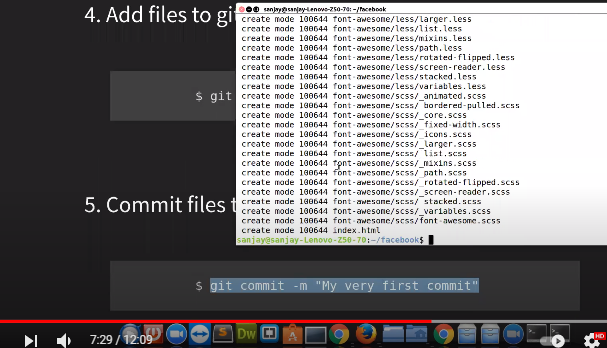 4. Add files to git
sanjay@sanjay-Lenovo-Z50-70: ~/facebook
create mode 100644 font-awesome/less/larger.less
create mode 100644 font-awesome/less/list.less
create mode 100644 font-awesome/less/mixins.less
create mode 100644 font-awesome/less/path.less
create mode 100644 font-awesome/less/rotated-flipped.less
create mode 100644 font-awesome/less/screen-reader.less
create mode 100644 font-awesome/less/stacked.less
create mode 100644 font-awesome/less/variables.less
create mode 100644 font-awesome/scss/_animated.scss
create mode 100644 font-awesome/scss/_bordered-pulled.scss
$ git
create mode 100644 font-awesome/scss/_core.scss
create mode 100644 font-awesome/scss/_fixed-width.scss
create mode 100644 font-awesome/scss/_icons.scss
create mode 100644 font-awesome/scss/_larger.scss
create mode 100644 font-awesome/scss/_list.scss
create mode 100644 font-awesome/scss/_mixins.scss
create mode 100644 font-awesome/scss/_path.scss
create mode 100644 font-awesome/scss/_rotated-flipped.scss
create mode 100644 font-awesome/scss/_screen-reader.scss
create mode 100644 font-awesome/scss/_stacked.scss
5. Commit files t
create mode 100644 font-awesome/scss/_variables.scss
create mode 100644 font-awesome/scss/font-awesome.scss
create mode 100644 index.html
sanjay@sanjay-Lenovo-Z50-70:~/facebook$
$ git commit -m "My very first commit"
7:29 / 12:09
Dw
HD